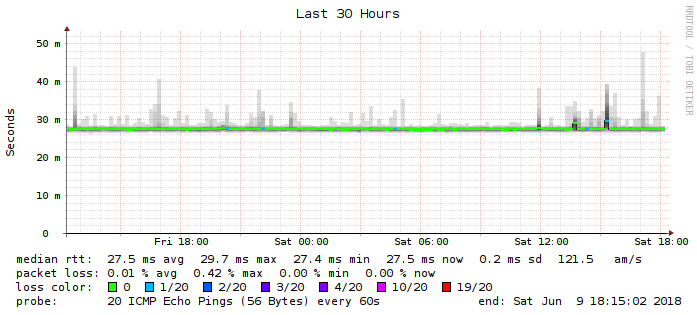 Last 30 Hours
RRDTOOL / TOBI OETIKER
Seconds
50 m
40 m
30 m
20 m
10 m
0
Fri 18:00 Sat 00:00 Sat 06:00 Sat 12:00 Sat 18:00
median rtt: 27.5 ms avg 29.7 ms max 27.4 ms min 27.5 ms now 0.2 ms sd 121.5 am/s
packet loss: 0.01 % avg 0.42 % max 0.00 % min 0.00 % now
loss color: 0 1/20 2/20 3/20 4/20 10/20 19/20
probe: 20 ICMP Echo Pings (56 Bytes) every 60s end: Sat Jun 9 18:15:02 2018